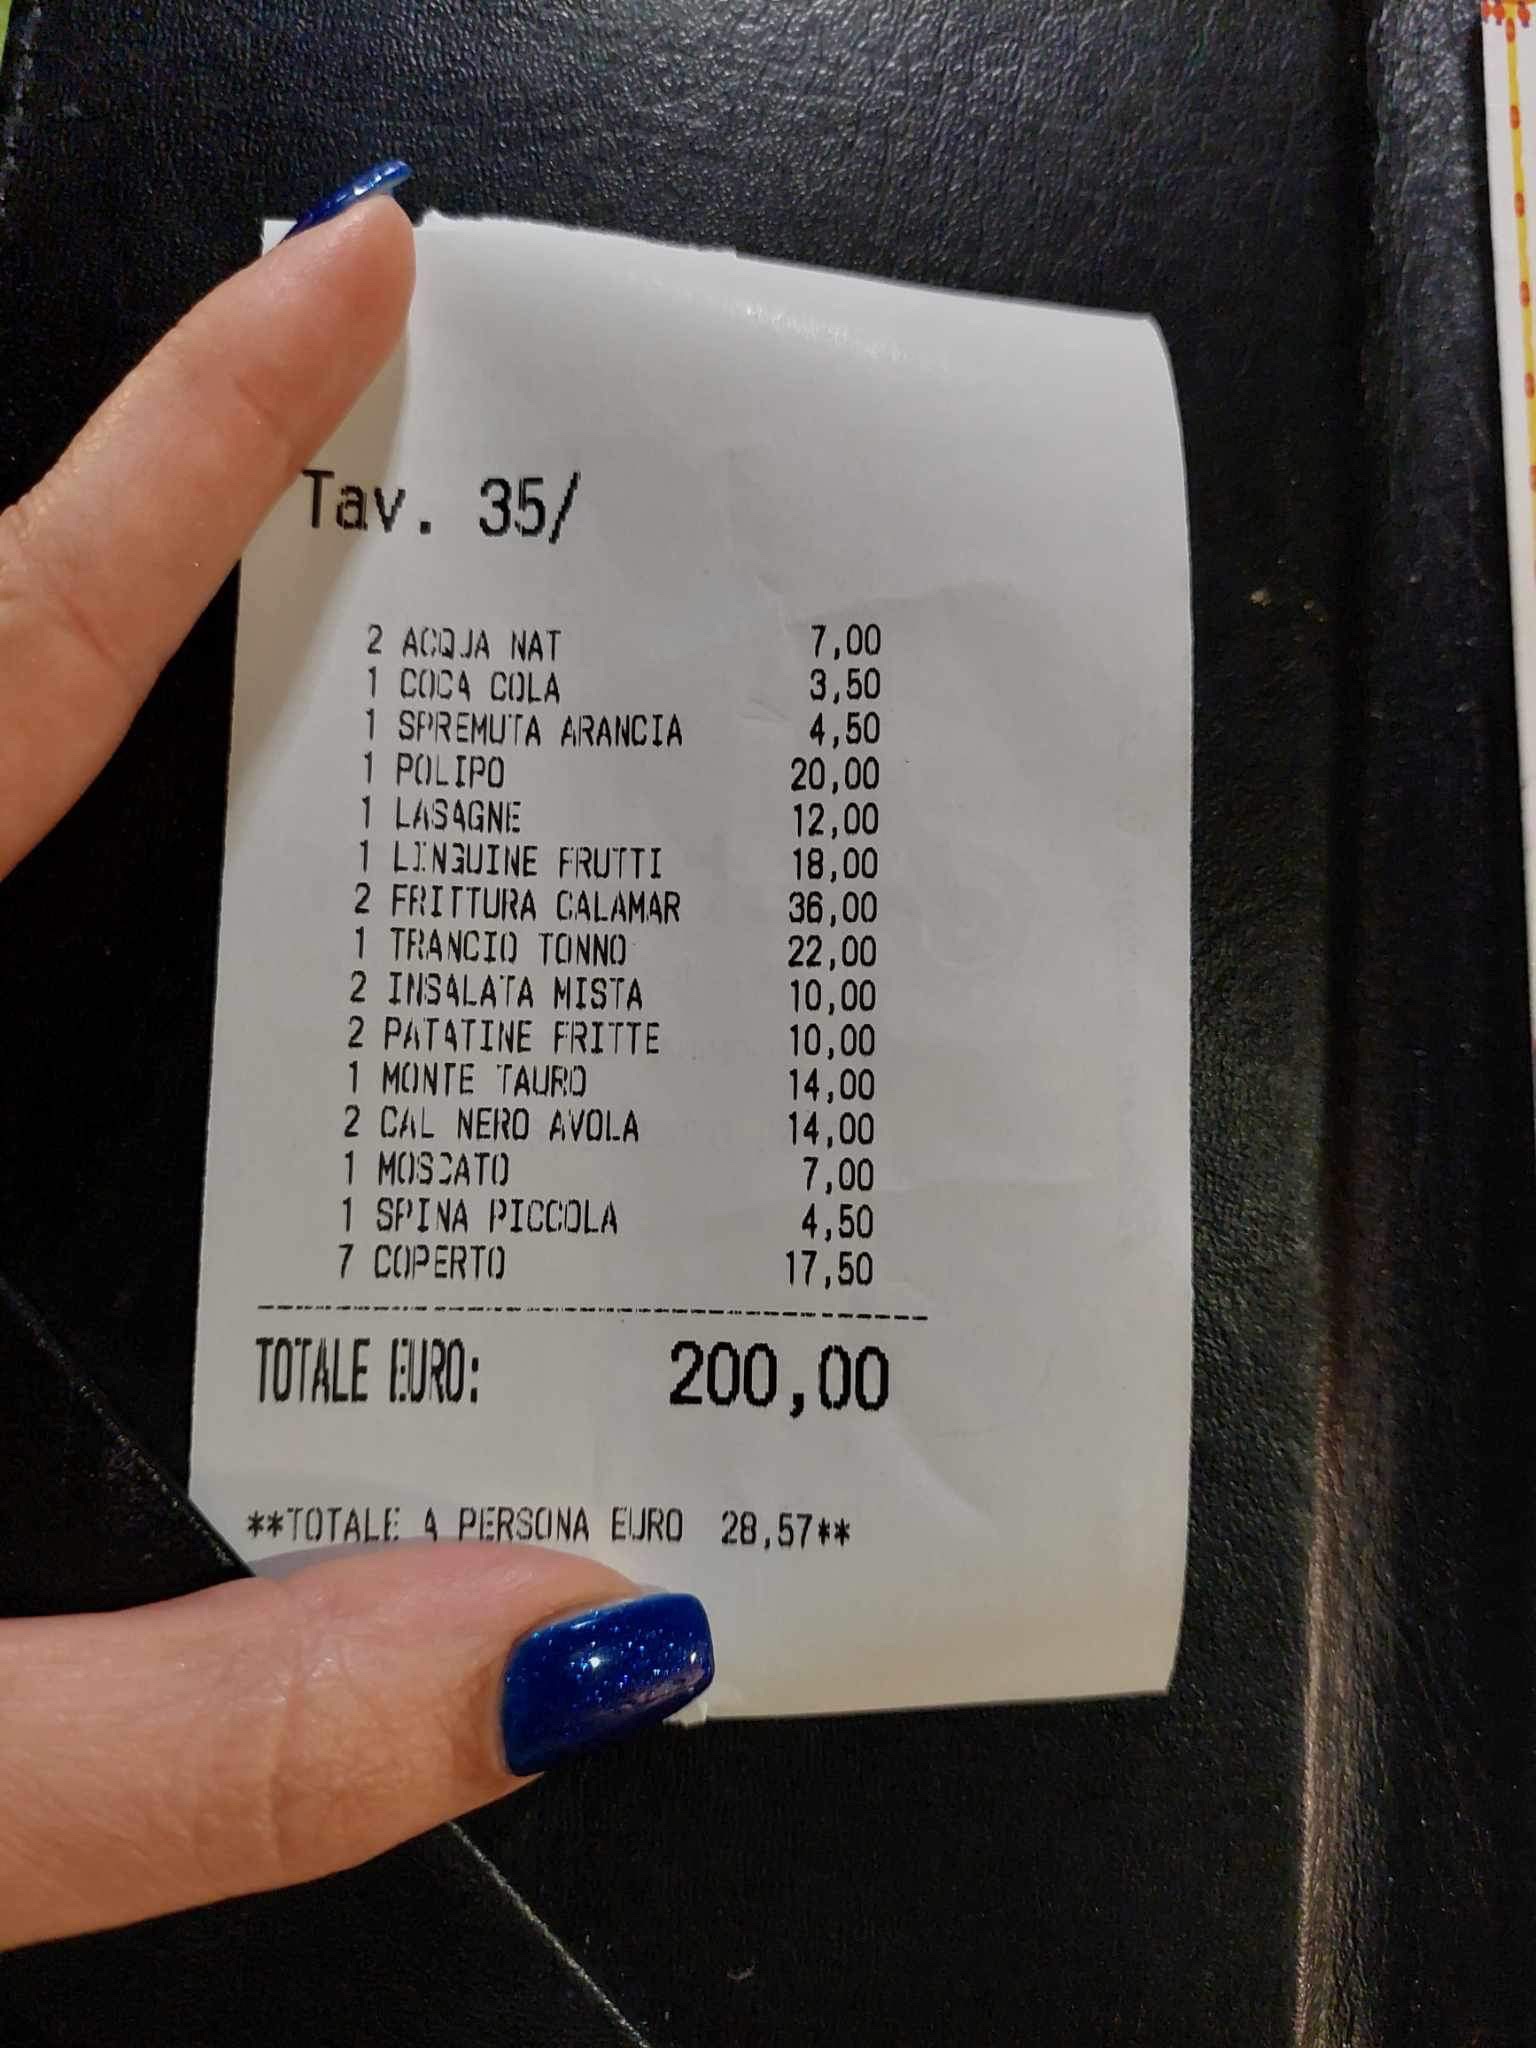 Tav. 35/
2 ACQUA NAT 7,00
1 COCA COLA 3,50
1 SPREMUTA ARANCIA 4,50
1 POLIPO 20,00
1 LASAGNE 12,00
1 LINGUINE FRUTTI 18,00
2 FRITTURA CALAMAR 36,00
1 TRANCIO TONNO 22,00
2 INSALATA MISTA 10,00
2 PATATINE FRITTE 10,00
1 MONTE TAURO 14,00
2 CAL NERO AVOLA 14,00
1 MOSCATO 7,00
1 SPINA PICCOLA 4,50
7 COPERTO 17,50
TOTALE EURO: 200,00
**TOTALE A PERSONA EURO 28,57**